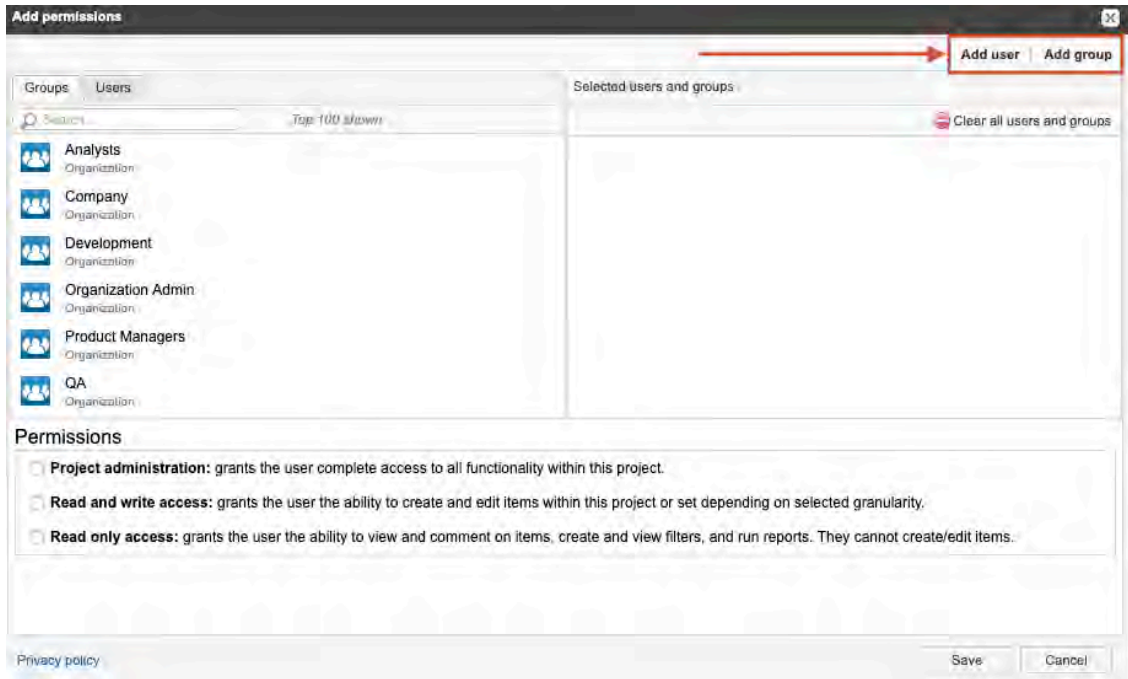 Add permissions
Add user Add group
Groups Users
Selected users and groups
Search Top 100 shown
Clear all users and groups
Analysts
Organization
Company
Organization
Development
Organization
Organization Admin
Organization
Product Managers
Organization
QA
Organization
Permissions
Project administration: grants the user complete access to all functionality within this project.
Read and write access: grants the user the ability to create and edit items within this project or set depending on selected granularity.
Read only access: grants the user the ability to view and comment on items, create and view filters, and run reports. They cannot create/edit items.
Privacy policy
Save Cancel